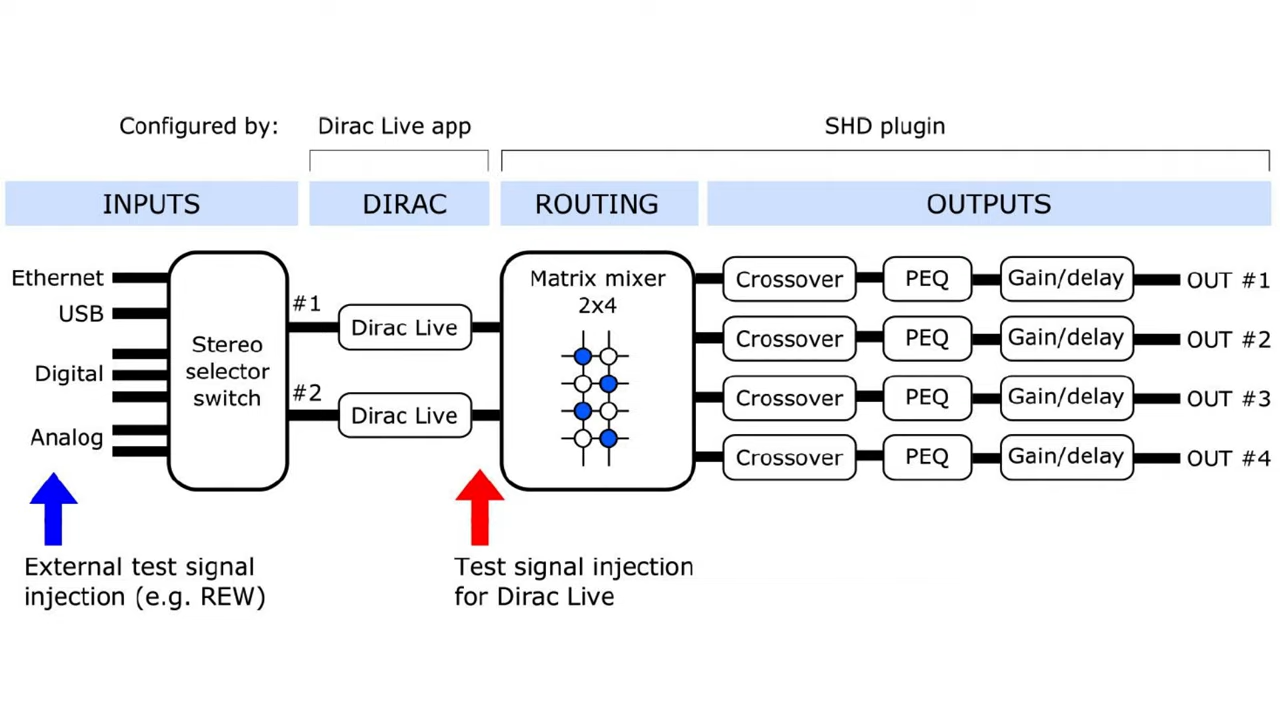 Configured by: Dirac Live app SHD plugin
INPUTS DIRAC ROUTING OUTPUTS
Ethernet
USB
Digital
Analog
Stereo
selector
switch
#1
#2
Dirac Live
Dirac Live
Matrix mixer
2x4
Crossover PEQ Gain/delay OUT #1
Crossover PEQ Gain/delay OUT #2
Crossover PEQ Gain/delay OUT #3
Crossover PEQ Gain/delay OUT #4
External test signal
injection (e.g. REW)
Test signal injection
for Dirac Live